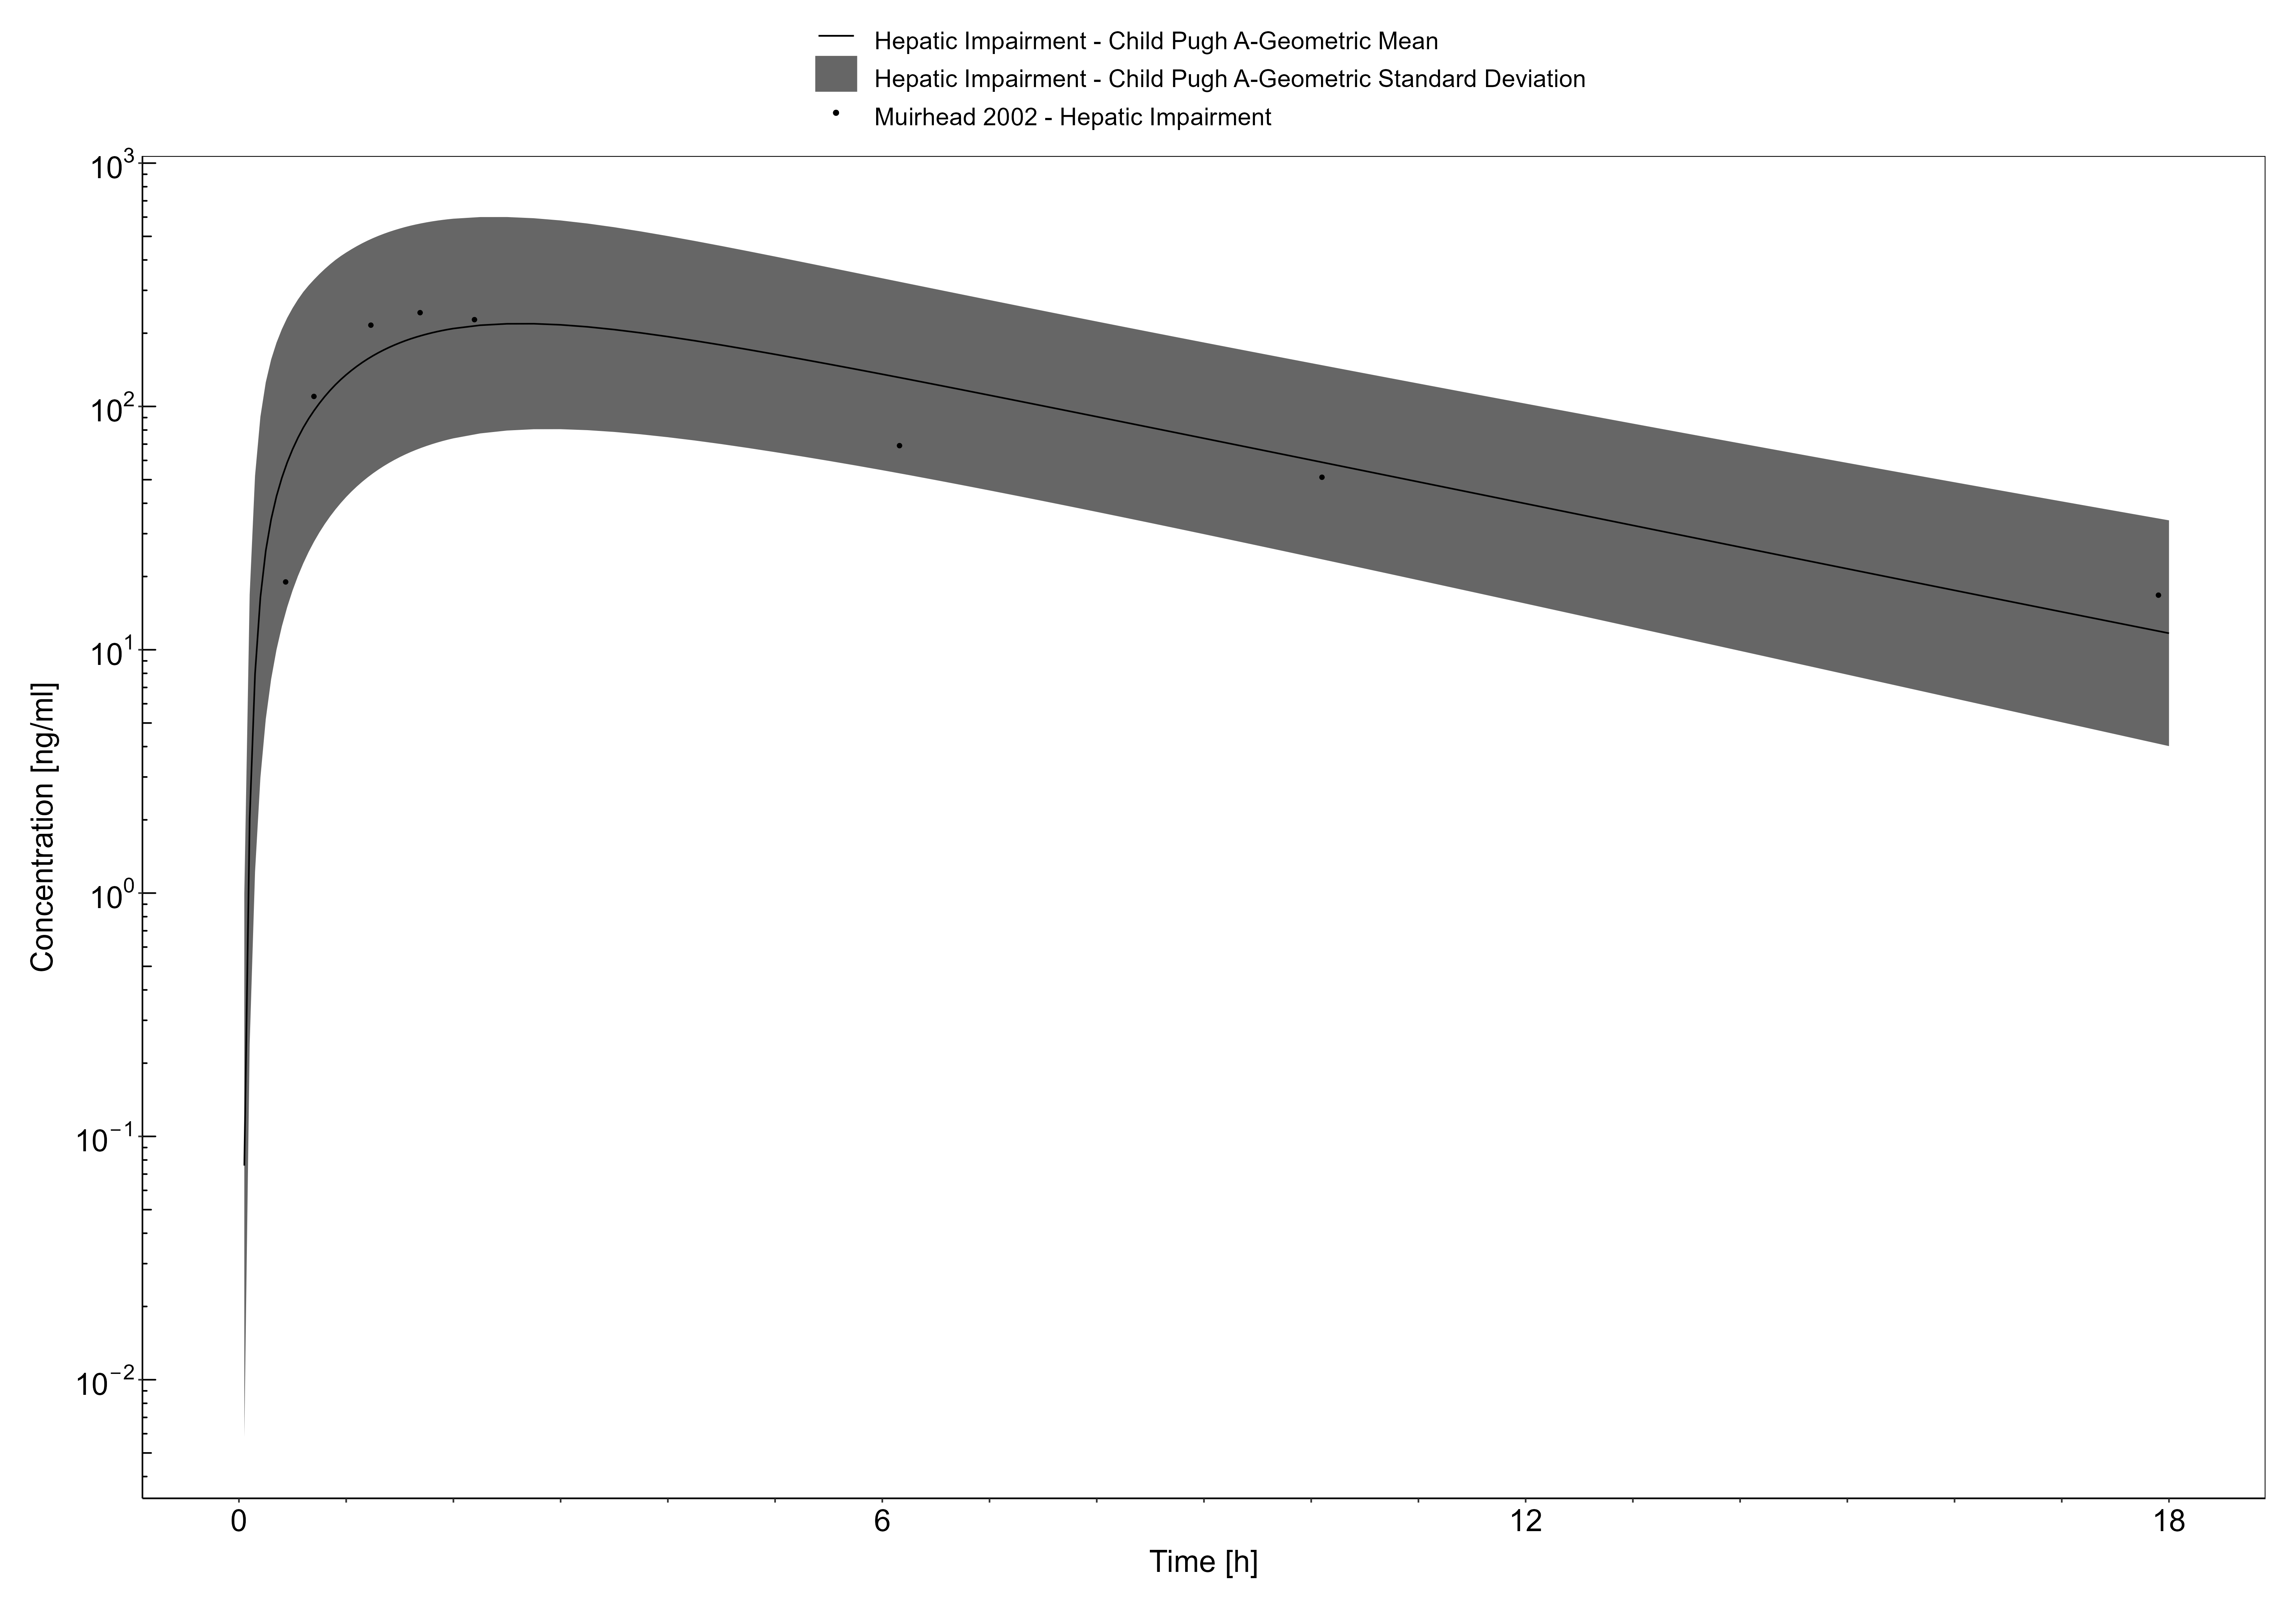 Hepatic Impairment - Child Pugh A-Geometric Mean
Hepatic Impairment - Child Pugh A-Geometric Standard Deviation
Muirhead 2002 - Hepatic Impairment
10³
10²
10¹
10⁰
10⁻¹
10⁻²
Concentration [ng/ml]
0 6 12 18
Time [h]